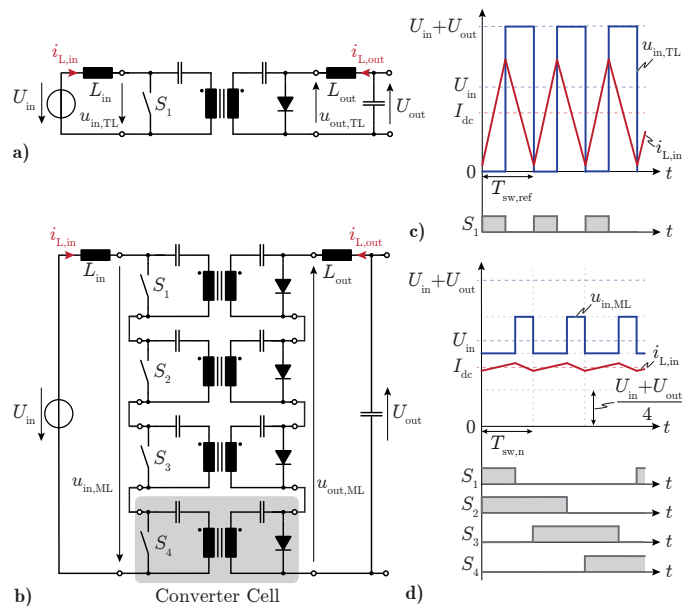 i_L,in
L_in
U_in
u_in,TL
S_1
i_L,out
L_out
u_out,TL
U_out
a)
i_L,in
L_in
U_in
u_in,ML
S_1
S_2
S_3
S_4
i_L,out
L_out
u_out,ML
U_out
b)
Converter Cell
U_in+U_out
u_in,TL
U_in
I_dc
i_L,in
0
t
T_sw,ref
c)
S_1
t
U_in+U_out
u_in,ML
U_in
I_dc
i_L,in
U_in+U_out
4
0
t
T_sw,n
S_1
t
S_2
t
S_3
t
S_4
t
d)